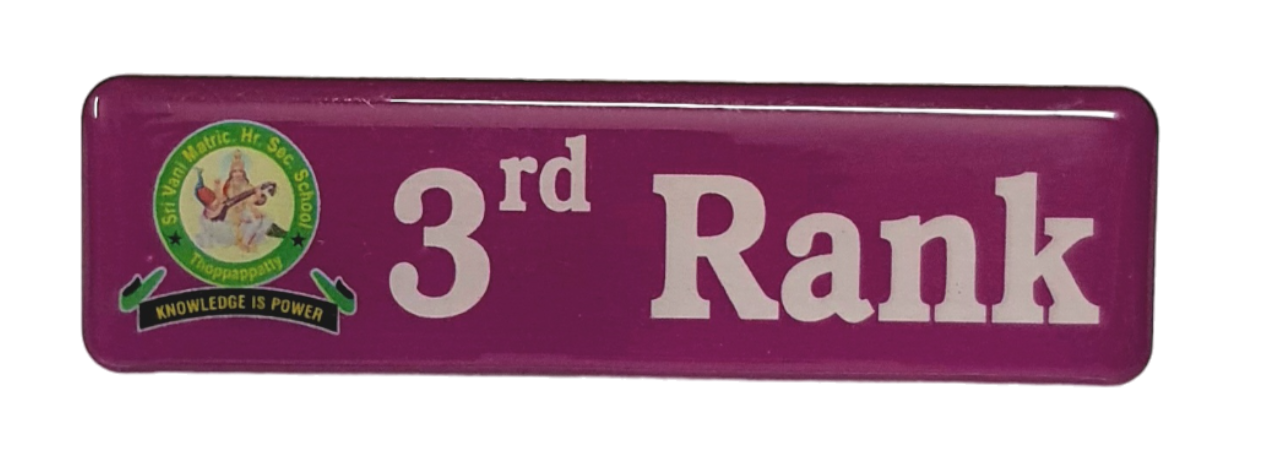 Sri Vani Matric. Hr. Sec. School
Thoppappatty
KNOWLEDGE IS POWER
3rd Rank